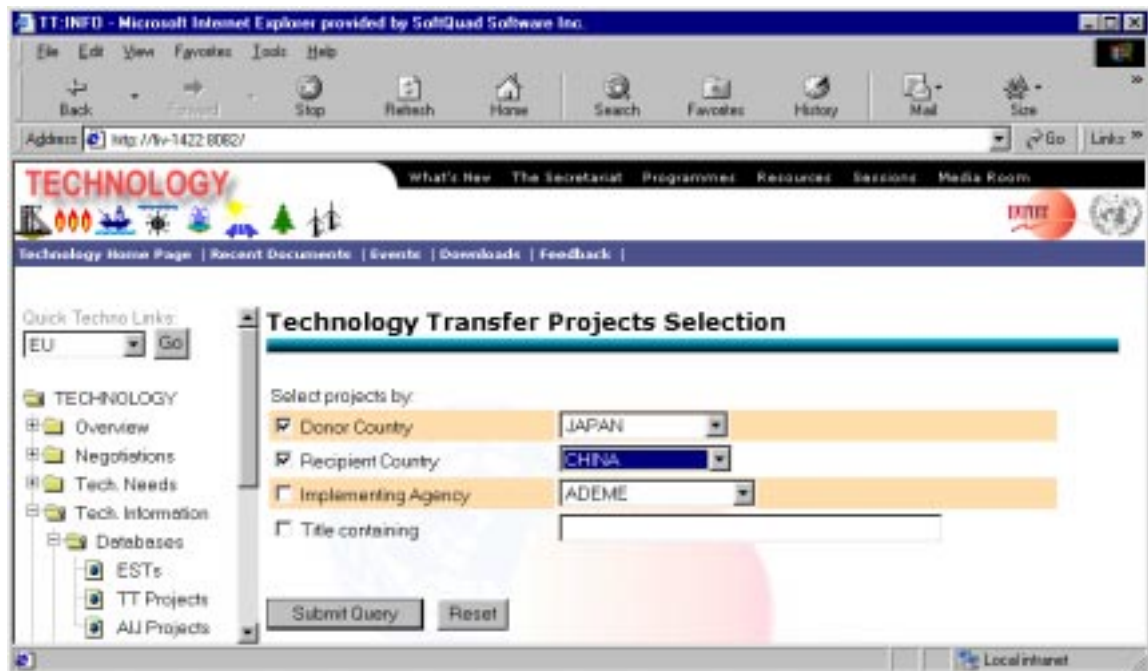 TT:INFO - Microsoft Internet Explorer provided by SoftQuad Software Inc.
File Edit View Favorites Tools Help
Back Forward Stop Refresh Home Search Favorites History Mail Size
Address http://liv-1422:8082/ Go Links
What's New The Secretariat Programmes Resources Sessions Media Room
TECHNOLOGY
Technology Home Page | Recent Documents | Events | Downloads | Feedback |
Quick Techno Links:
EU Go
TECHNOLOGY
Overview
Negotiations
Tech. Needs
Tech. Information
Databases
ESTs
TT Projects
AIJ Projects
Technology Transfer Projects Selection
Select projects by:
Donor Country JAPAN
Recipient Country CHINA
Implementing Agency ADEME
Title containing
Submit Query Reset
Local intranet